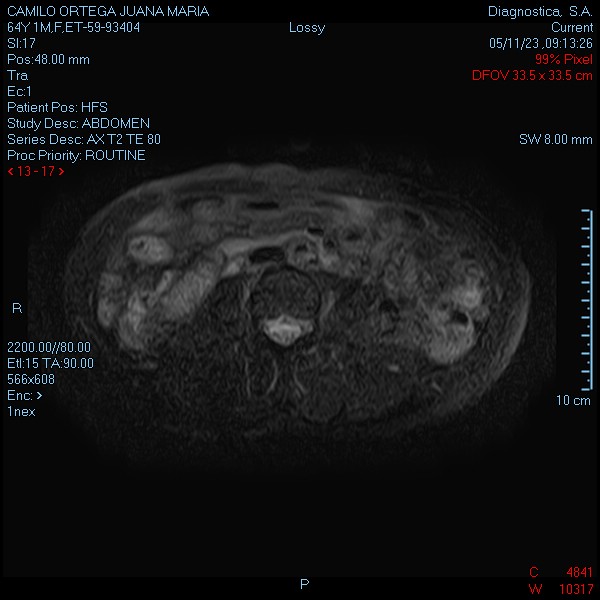 CAMILO ORTEGA JUANA MARIA
64Y 1M,F,ET-59-93404
Sl:17
Pos:48.00 mm
Tra
Ec:1
Patient Pos: HFS
Study Desc: ABDOMEN
Series Desc: AX T2 TE 80
Proc Priority: ROUTINE
< 13 - 17 >
Lossy
Diagnostica, S.A.
Current
05/11/23 ,09:13:26
99% Pixel
DFOV 33.5 x 33.5 cm
SW 8.00 mm
R
2200.00//80.00
Etl:15 TA:90.00
566x608
Enc: >
1nex
10 cm
P
C 4841
W 10317